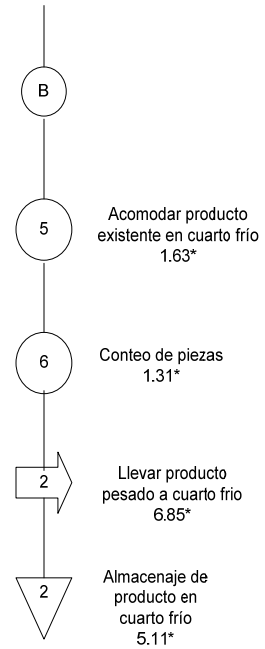 B
5
Acomodar producto
existente en cuarto frío
1.63*
6
Conteo de piezas
1.31*
2
Llevar producto
pesado a cuarto frio
6.85*
2
Almacenaje de
producto en
cuarto frío
5.11*